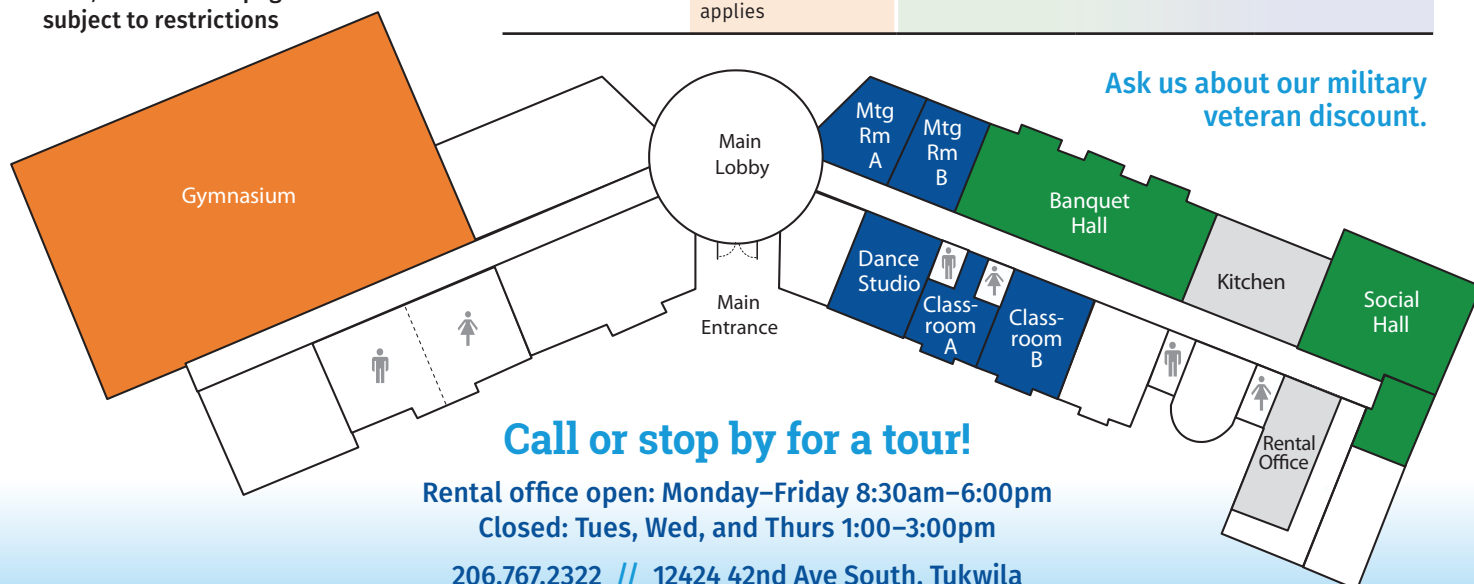 subject to restrictions
applies
Ask us about our military
veteran discount.
Gymnasium
Main
Lobby
Mtg
Rm
A
Mtg
Rm
B
Banquet
Hall
Kitchen
Social
Hall
Dance
Studio
Class-
room
A
Class-
room
B
Main
Entrance
Rental
Office
Call or stop by for a tour!
Rental office open: Monday–Friday 8:30am–6:00pm
Closed: Tues, Wed, and Thurs 1:00–3:00pm
206.767.2322 // 12424 42nd Ave South, Tukwila